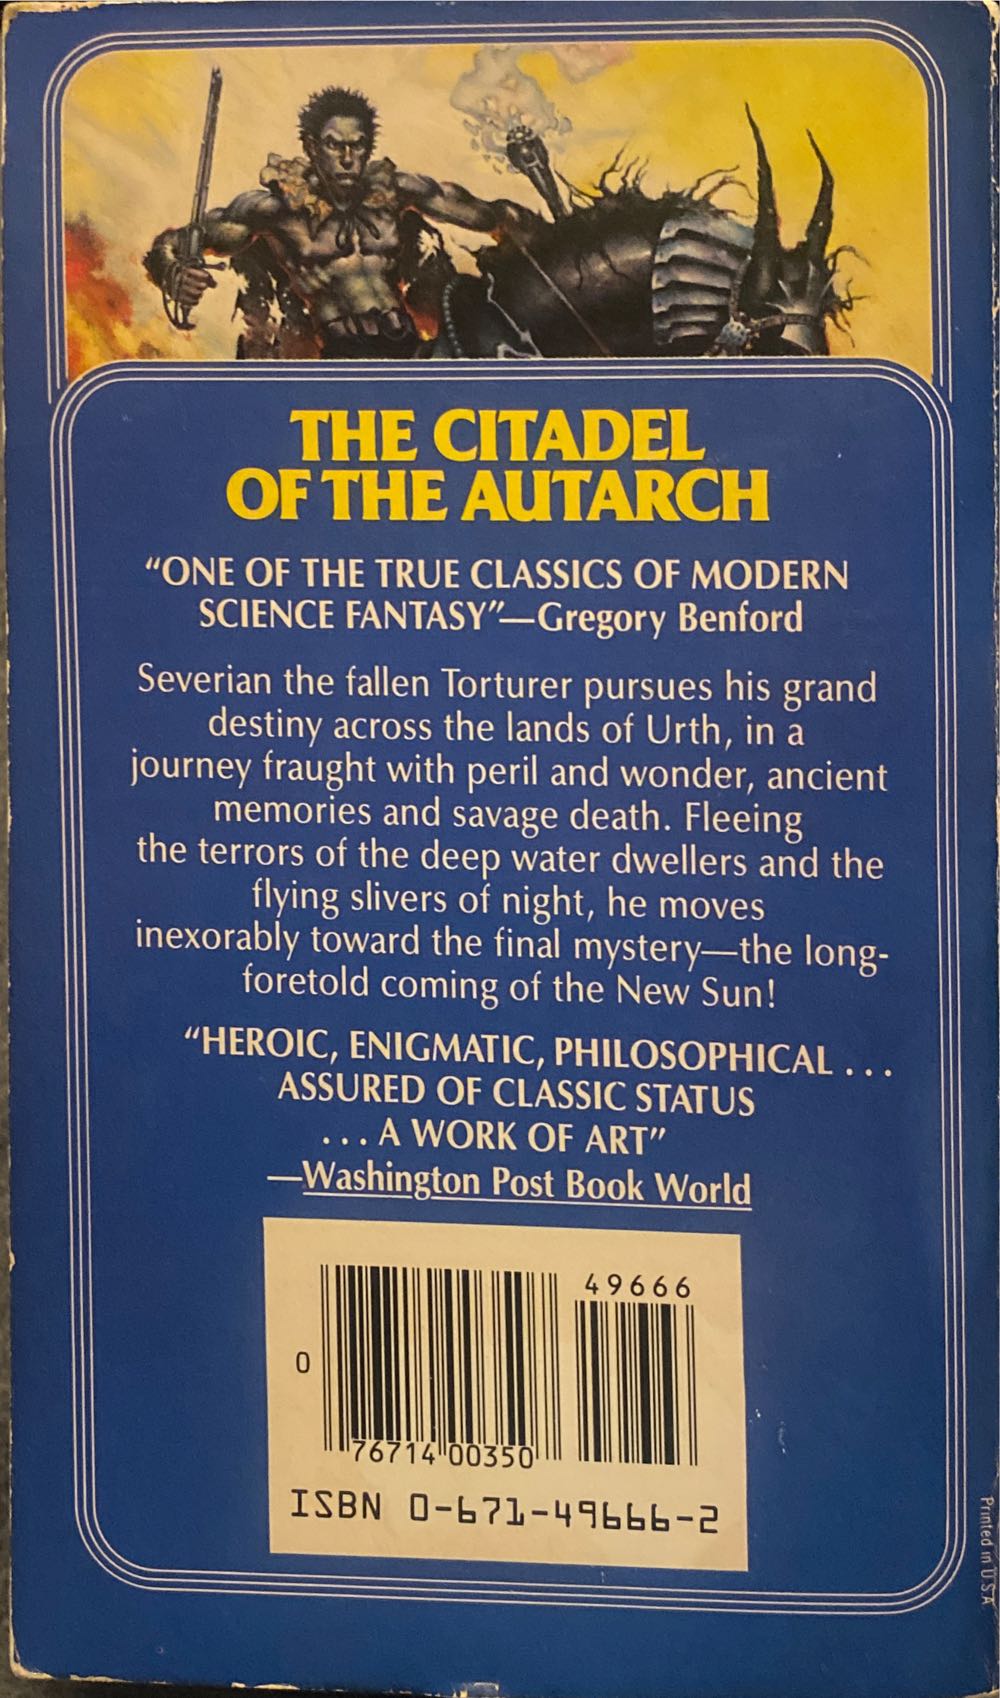 THE CITADEL
OF THE AUTARCH
“ONE OF THE TRUE CLASSICS OF MODERN
SCIENCE FANTASY”—Gregory Benford
Severian the fallen Torturer pursues his grand
destiny across the lands of Urth, in a
journey fraught with peril and wonder, ancient
memories and savage death. Fleeing
the terrors of the deep water dwellers and the
flying slivers of night, he moves
inexorably toward the final mystery—the long-
foretold coming of the New Sun!
“HEROIC, ENIGMATIC, PHILOSOPHICAL . . .
ASSURED OF CLASSIC STATUS
. . . A WORK OF ART”
—Washington Post Book World
49666
0
76714 00350
ISBN 0-671-49666-2
Printed in U.S.A